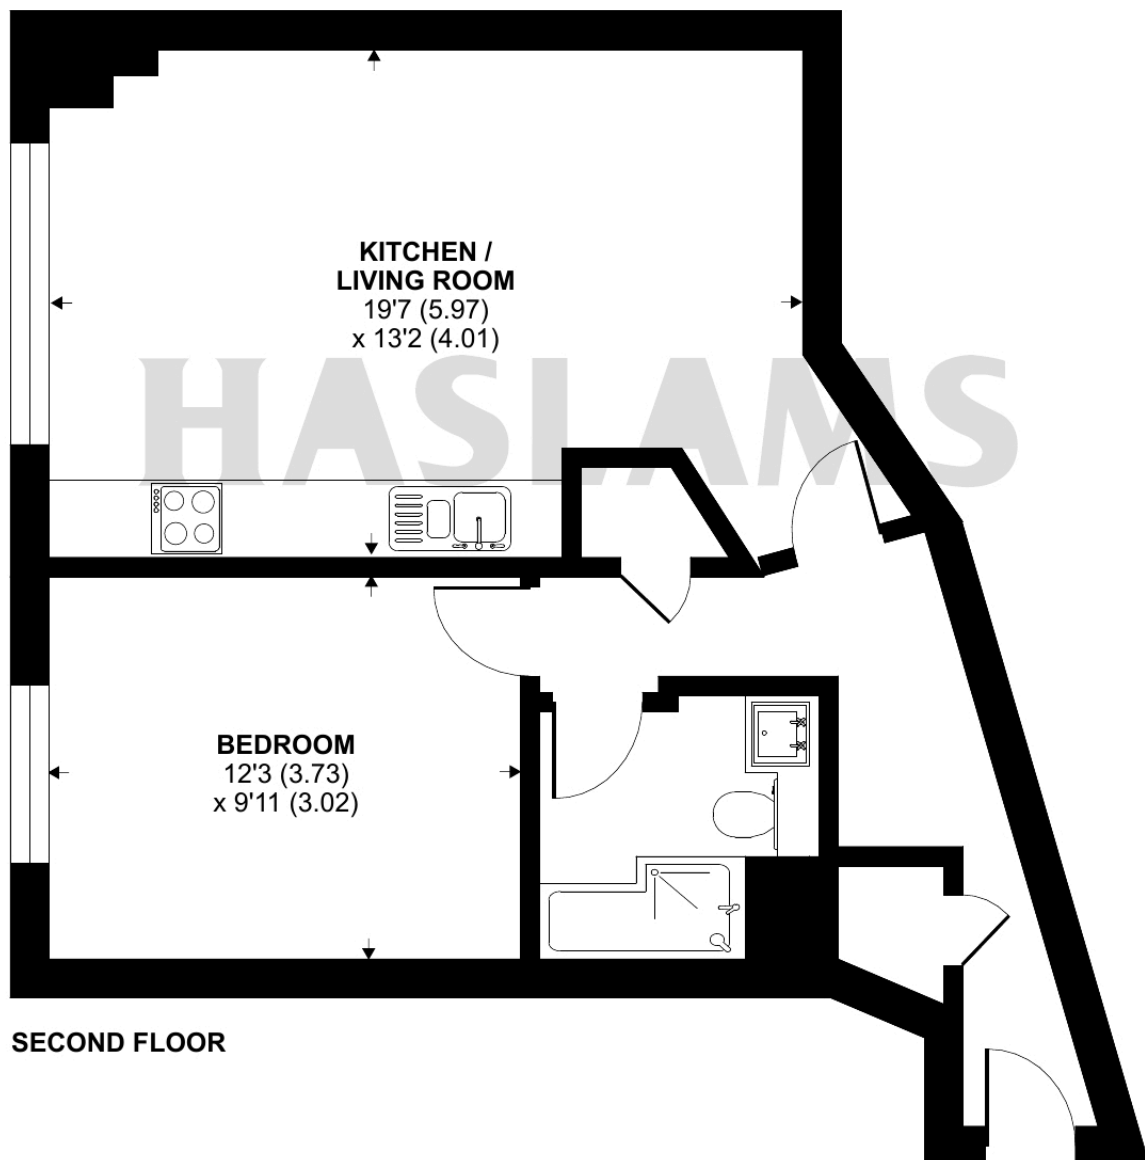 KITCHEN /
LIVING ROOM
19'7 (5.97)
x 13'2 (4.01)
HASLAMS
BEDROOM
12'3 (3.73)
x 9'11 (3.02)
SECOND FLOOR